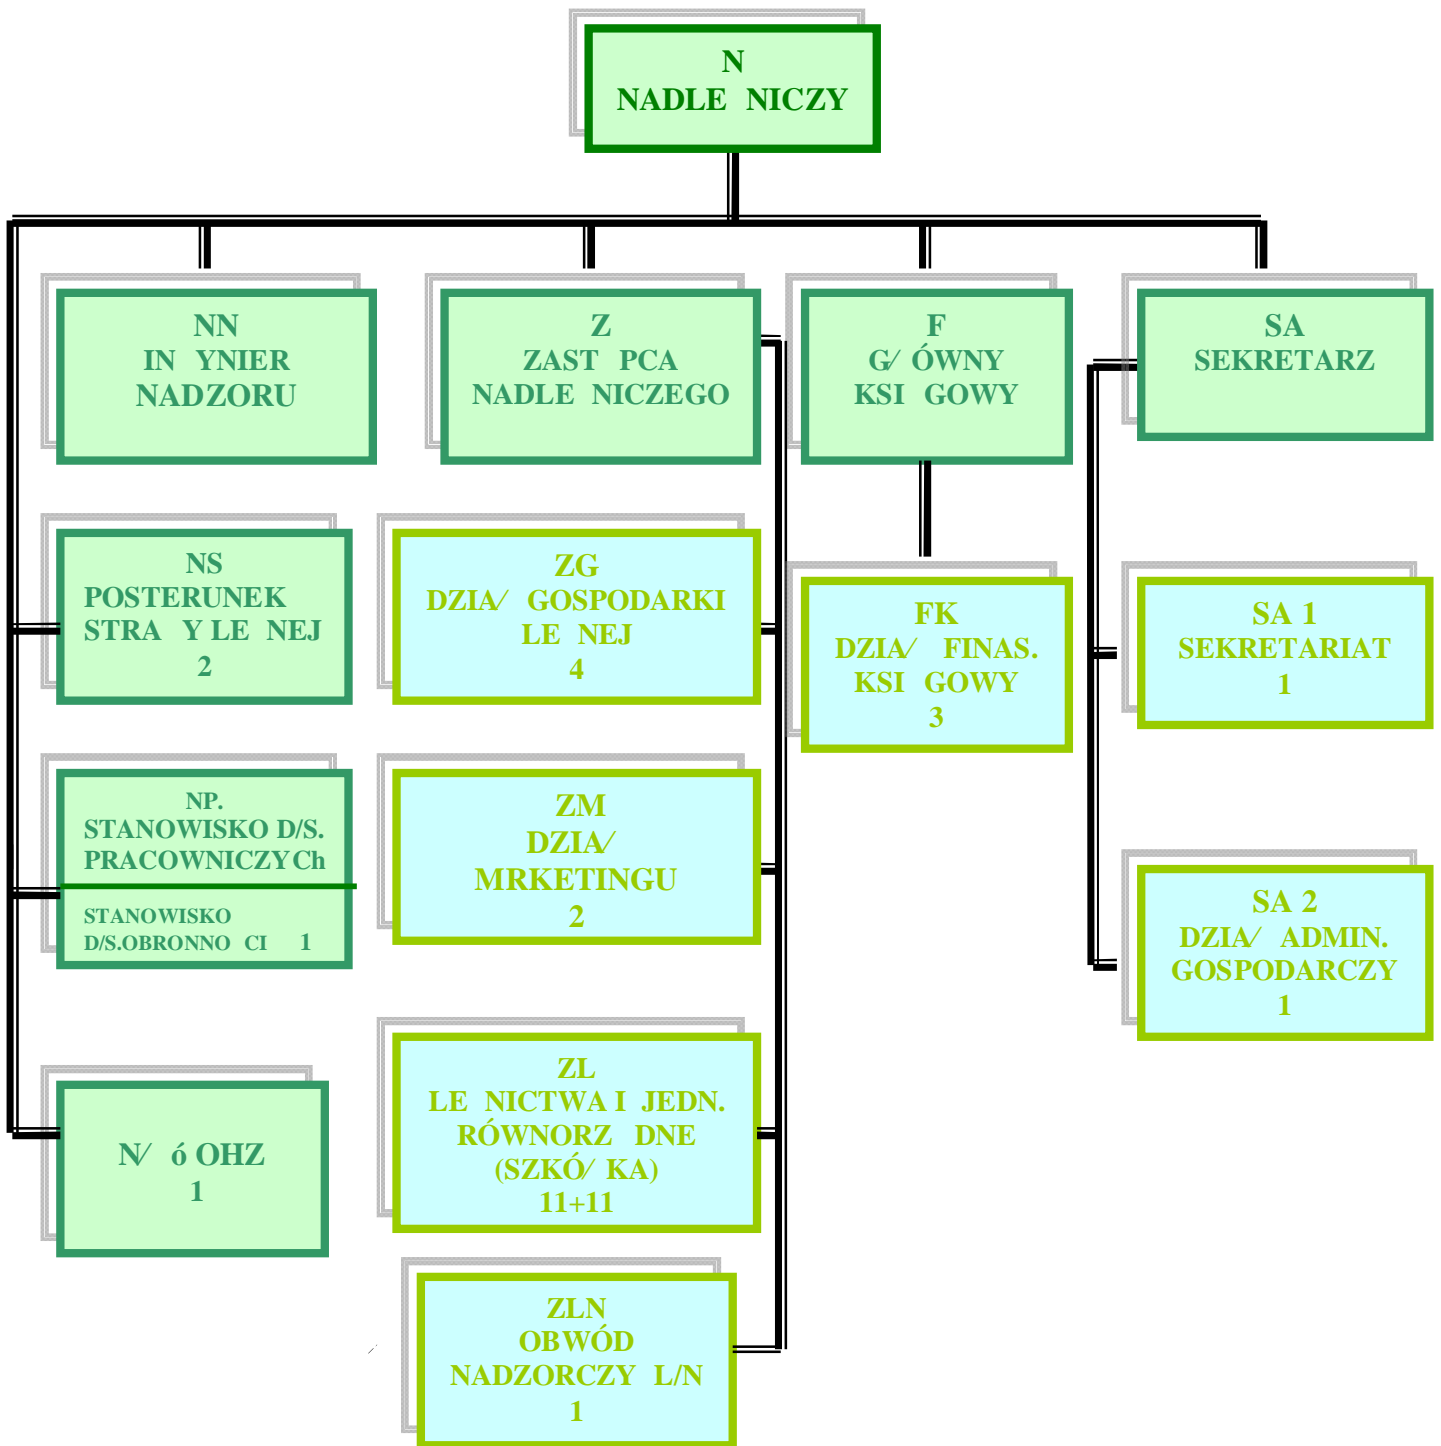 N
NADLE NICZY
NN
IN YNIER
NADZORU
Z
ZAST PCA
NADLE NICZEGO
F
G/ ÓWNY
KSI GOWY
SA
SEKRETARZ
NS
POSTERUNEK
STRA Y LE NEJ
2
ZG
DZIA/ GOSPODARKI
LE NEJ
4
FK
DZIA/ FINAS.
KSI GOWY
3
SA 1
SEKRETARIAT
1
NP.
STANOWISKO D/S.
PRACOWNICZYCh
STANOWISKO
D/S.OBRONNO CI 1
ZM
DZIA/
MRKETINGU
2
SA 2
DZIA/ ADMIN.
GOSPODARCZY
1
N/ ó OHZ
1
ZL
LE NICTWA I JEDN.
RÓWNORZ DNE
(SZKÓ/ KA)
11+11
ZLN
OBWÓD
NADZORCZY L/N
1